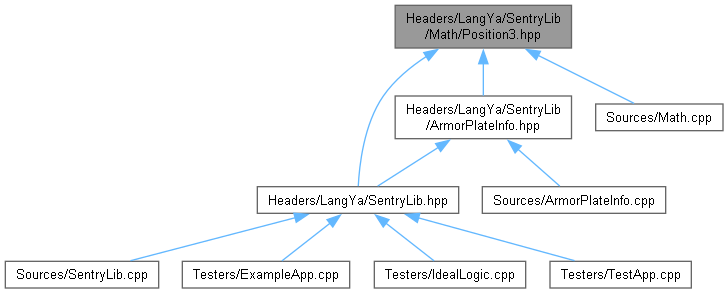 Headers/LangYa/SentryLib
/Math/Position3.hpp
Headers/LangYa/SentryLib
/ArmorPlateInfo.hpp
Sources/Math.cpp
Headers/LangYa/SentryLib.hpp
Sources/ArmorPlateInfo.cpp
Sources/SentryLib.cpp
Testers/ExampleApp.cpp
Testers/IdealLogic.cpp
Testers/TestApp.cpp